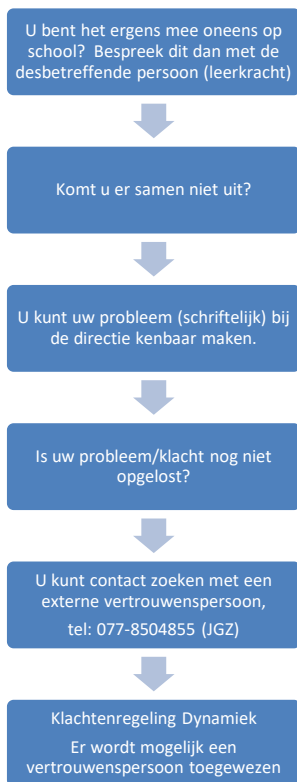 U bent het ergens mee oneens op
school? Bespreek dit dan met de
desbetreffende persoon (leerkracht)
Komt u er samen niet uit?
U kunt uw probleem (schriftelijk) bij
de directie kenbaar maken.
Is uw probleem/klacht nog niet
opgelost?
U kunt contact zoeken met een
externe vertrouwenspersoon,
tel: 077-8504855 (JGZ)
Klachtenregeling Dynamiek
Er wordt mogelijk een
vertrouwenspersoon toegewezen